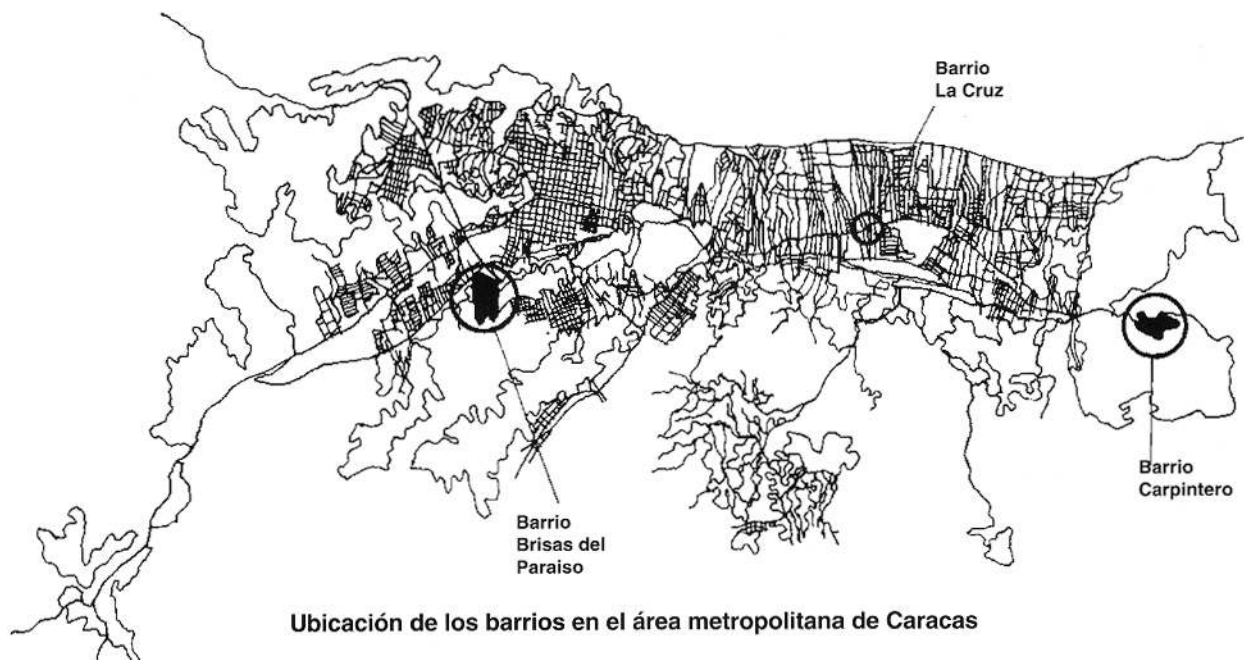 Barrio
La Cruz
Barrio
Carpintero
Barrio
Brisas del
Paraiso
Ubicación de los barrios en el área metropolitana de Caracas